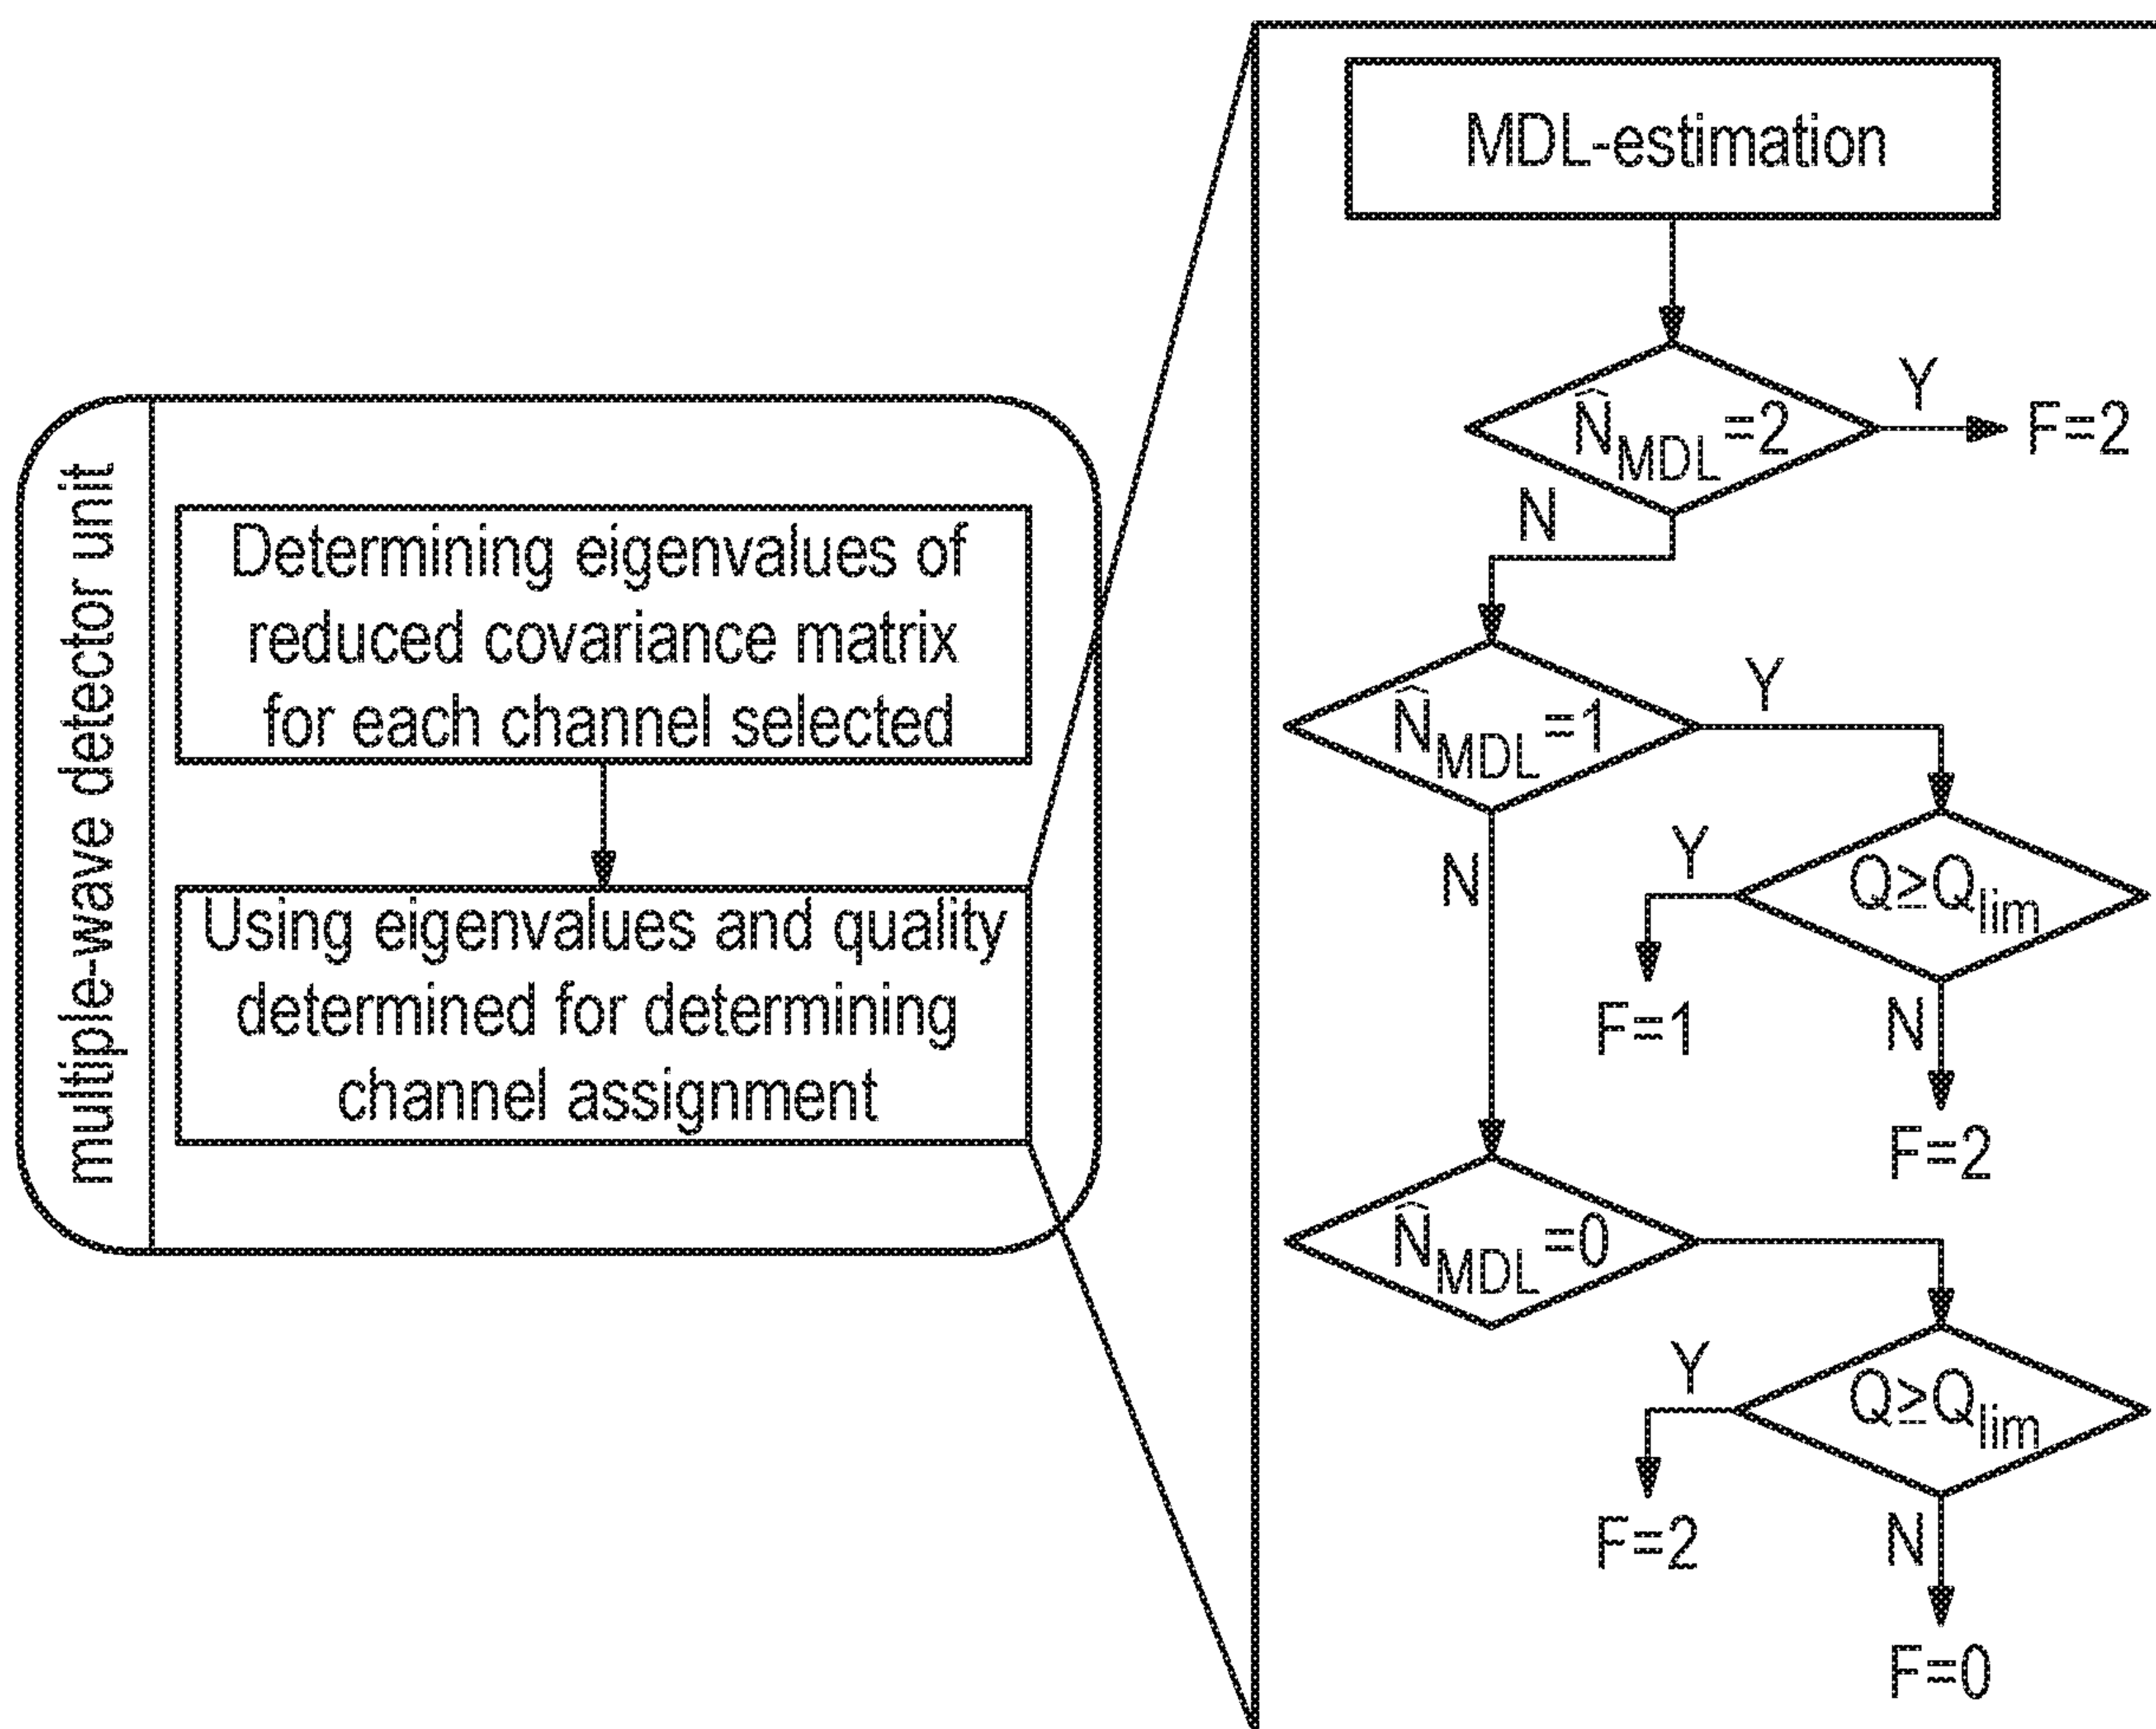 multiple-wave detector unit
Determining eigenvalues of
reduced covariance matrix
for each channel selected
Using eigenvalues and quality
determined for determining
channel assignment
MDL-estimation
N̂MDL=2
Y
F=2
N
N̂MDL=1
Y
N
Q≥Qlim
Y
F=1
N
F=2
N̂MDL=0
Q≥Qlim
Y
F=2
N
F=0